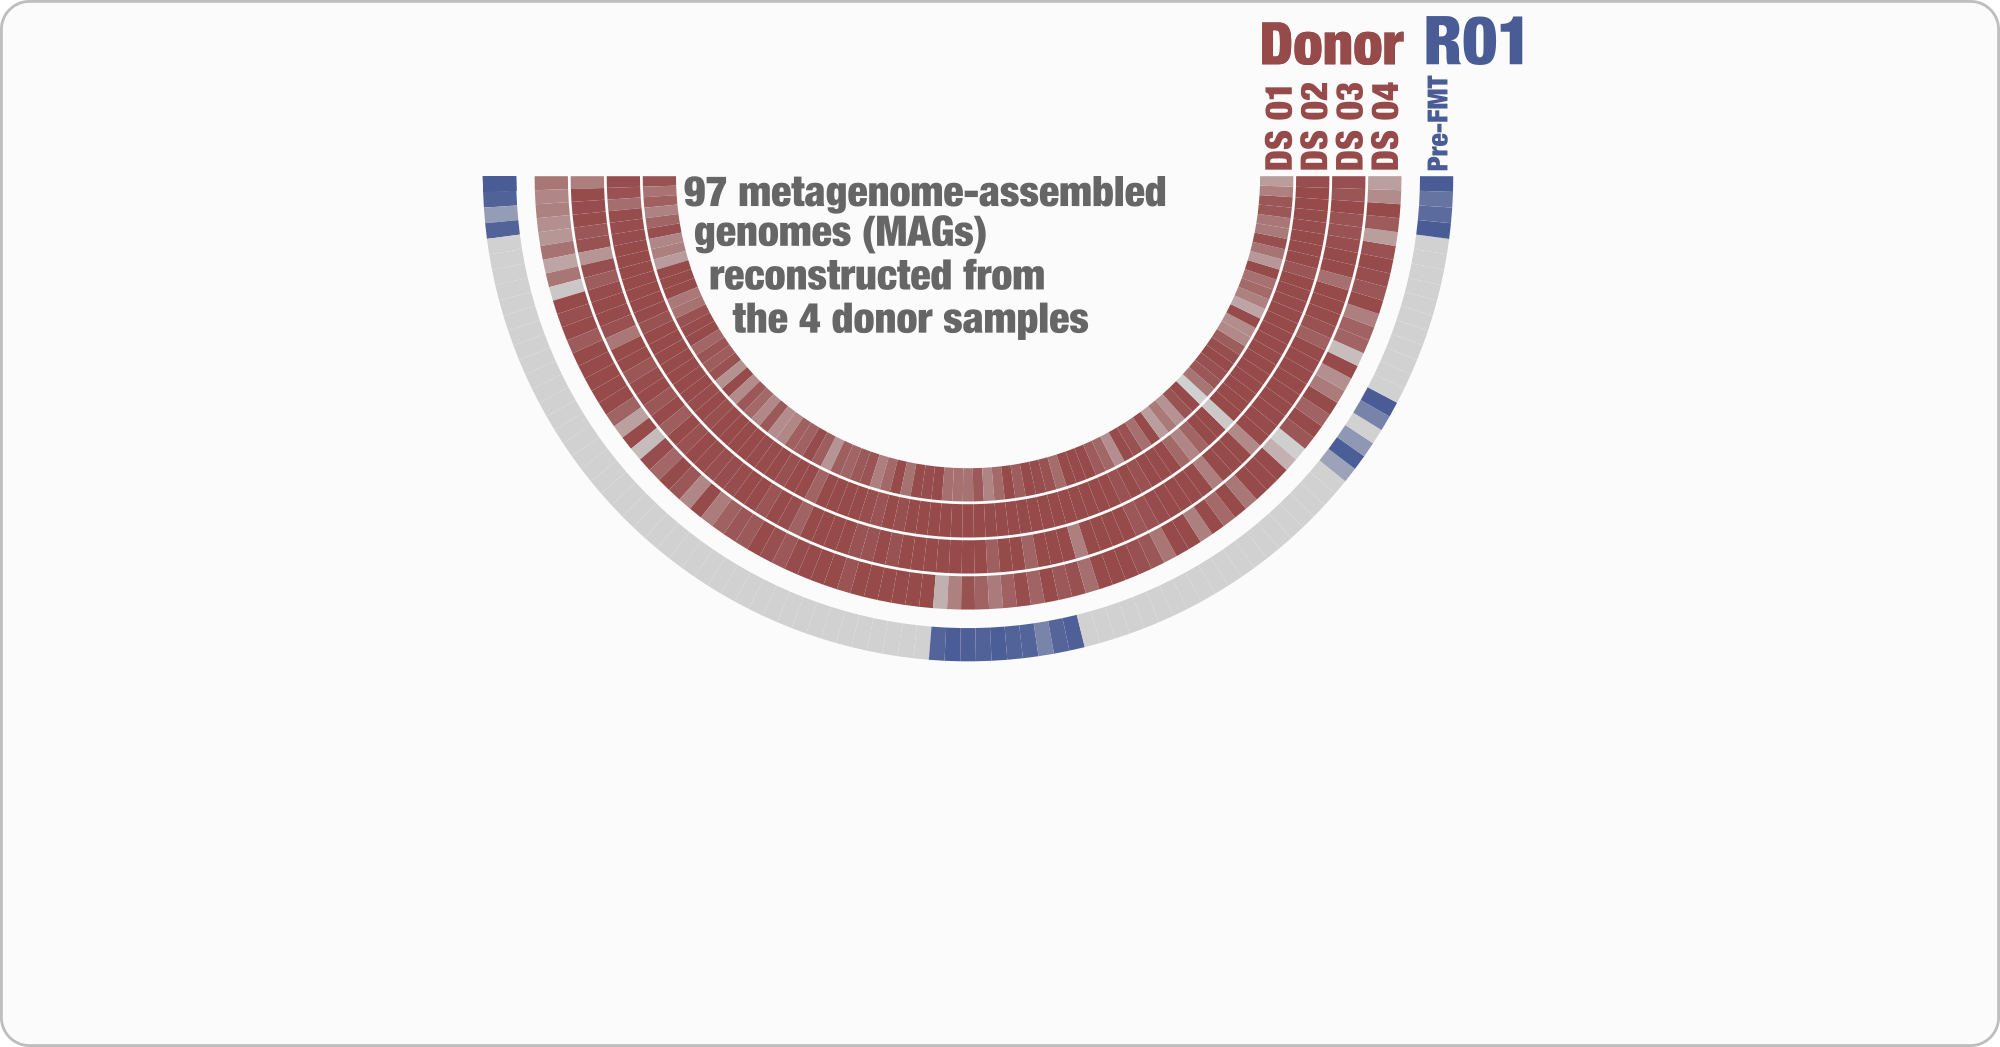 Donor R01
DS 01
DS 02
DS 03
DS 04
Pre-FMT
97 metagenome-assembled
genomes (MAGs)
reconstructed from
the 4 donor samples